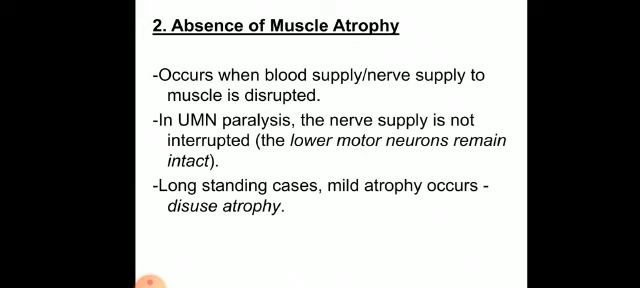 2. Absence of Muscle Atrophy
-Occurs when blood supply/nerve supply to
muscle is disrupted.
-In UMN paralysis, the nerve supply is not
interrupted (the lower motor neurons remain
intact).
-Long standing cases, mild atrophy occurs -
disuse atrophy.